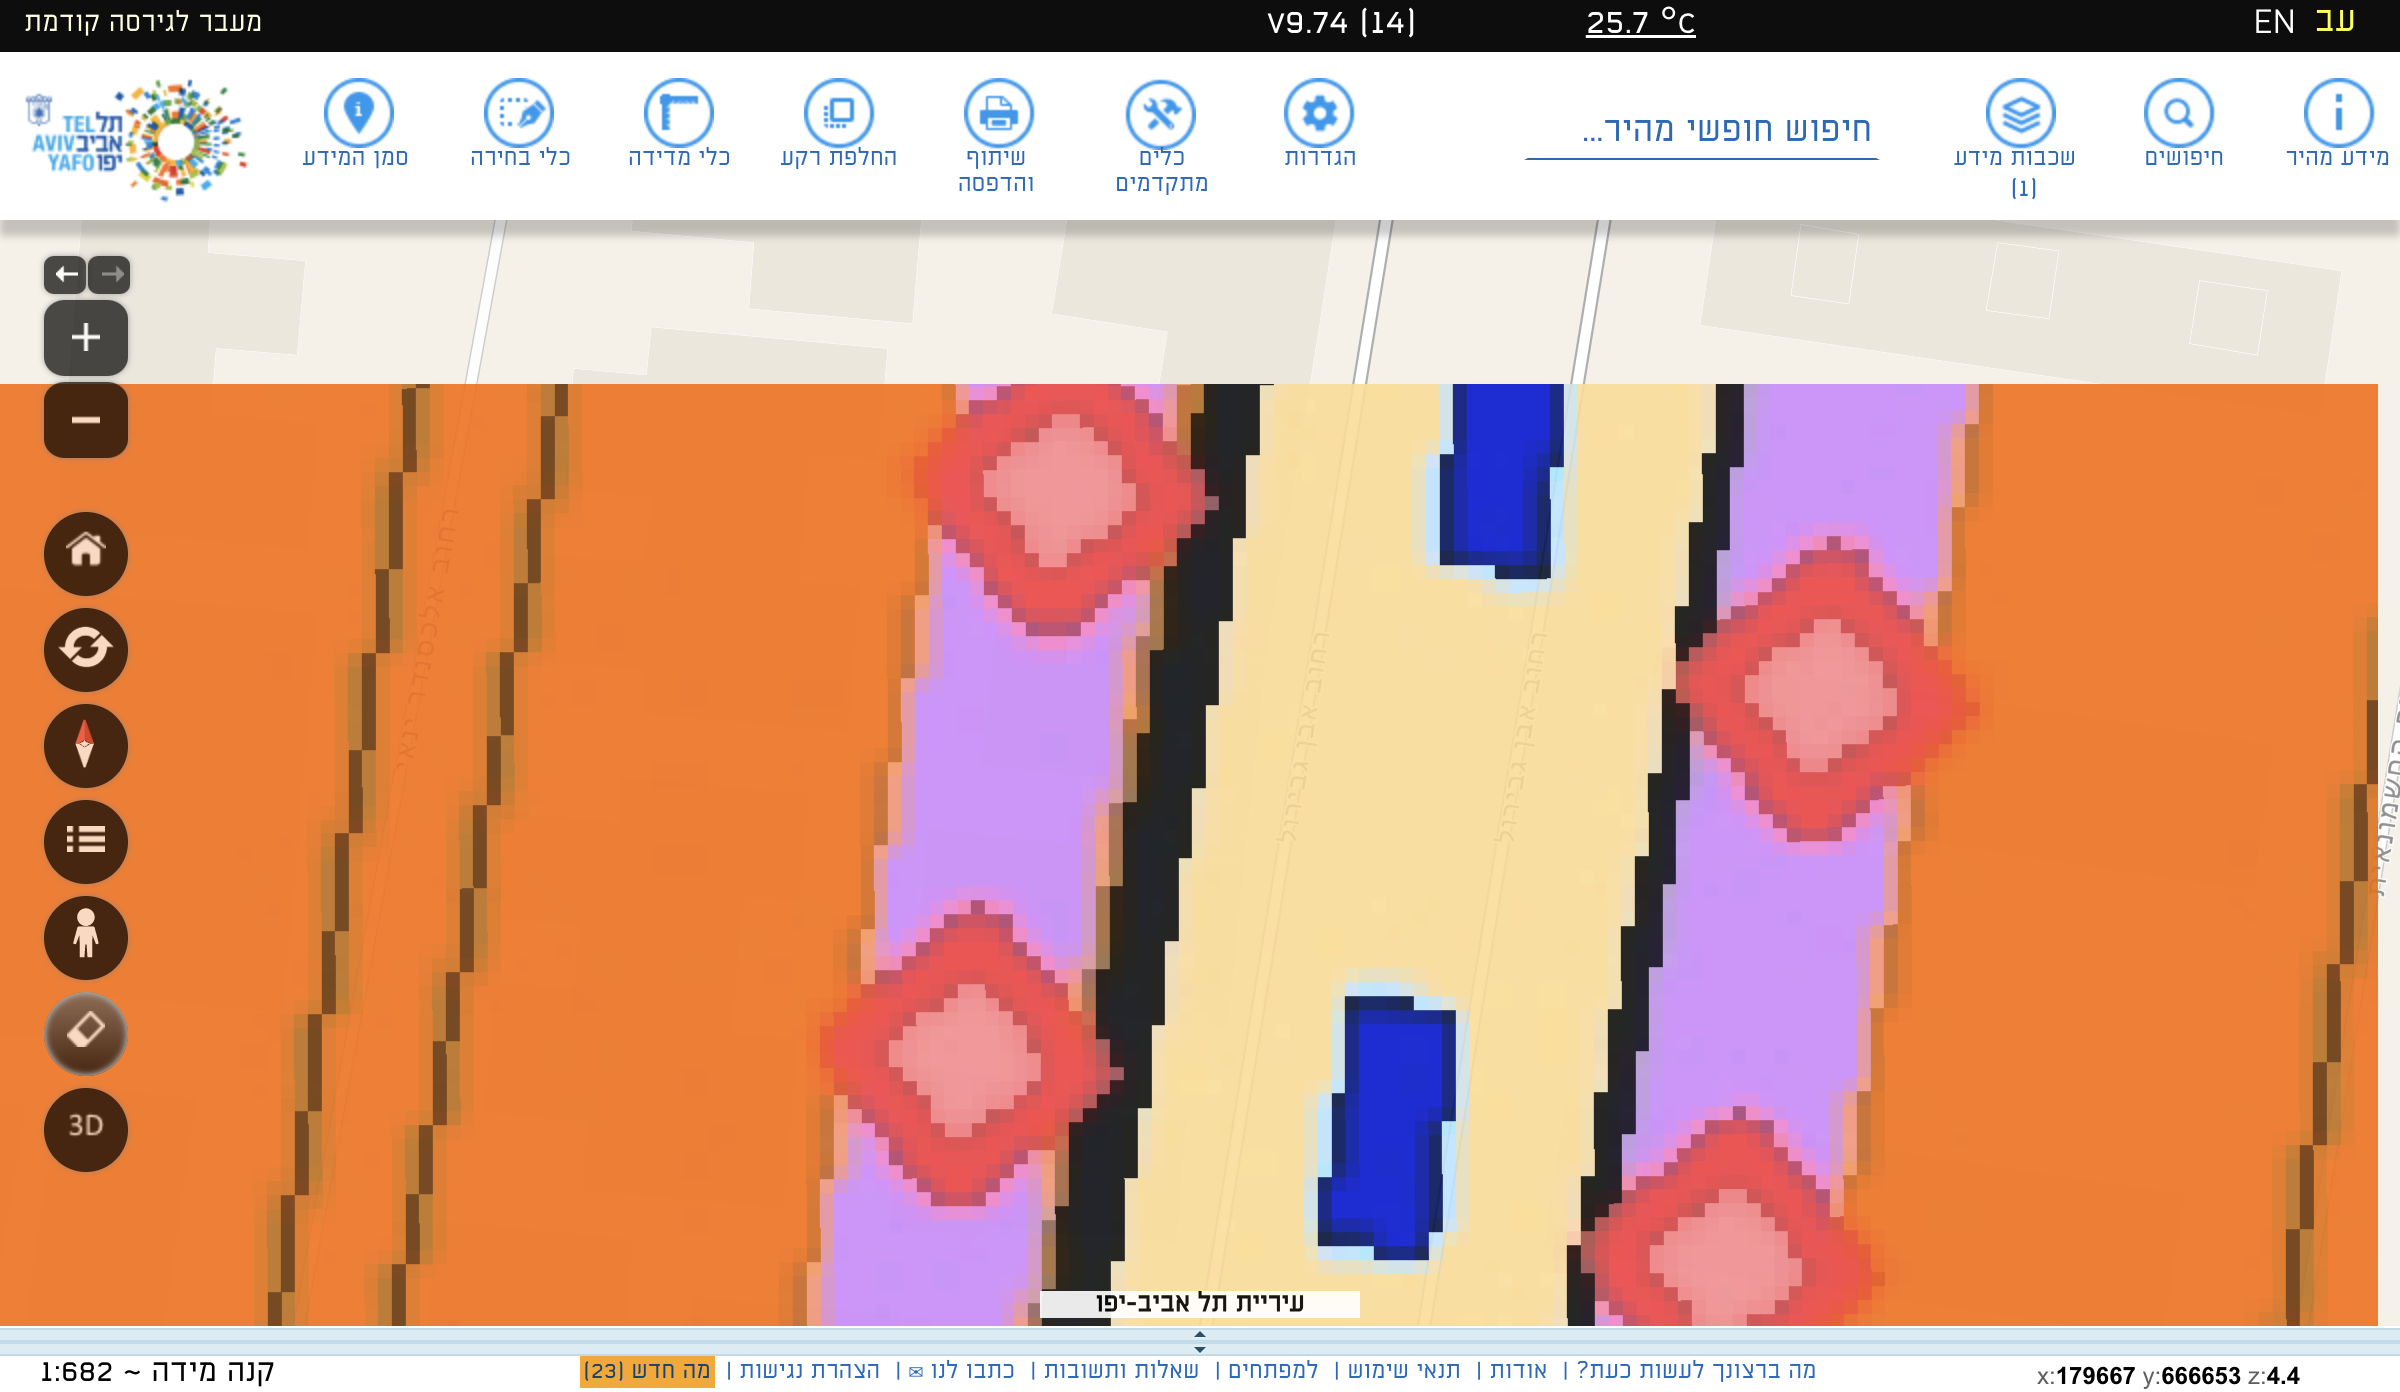 עב EN
25.7 °C
V9.74 (14)
מעבר לגירסה קודמת
מידע מהיר
חיפושים
שכבות מידע
(1)
חיפוש חופשי מהיר...
הגדרות
כלים
מתקדמים
שיתוף
והדפסה
החלפת רקע
כלי מדידה
כלי בחירה
סמן המידע
TEL תל
AVIV אביב
YAFO יפו
רחוב אלכסנדר ינאי
רחוב אבן גבירול
רחוב אבן גבירול
3D
עיריית תל אביב-יפו
x:179667 y:666653 z:4.4
מה ברצונך לעשות כעת? | אודות | תנאי שימוש | למפתחים | שאלות ותשובות | כתבו לנו ✉ | הצהרת נגישות | מה חדש (23)
קנה מידה ~ 1:682